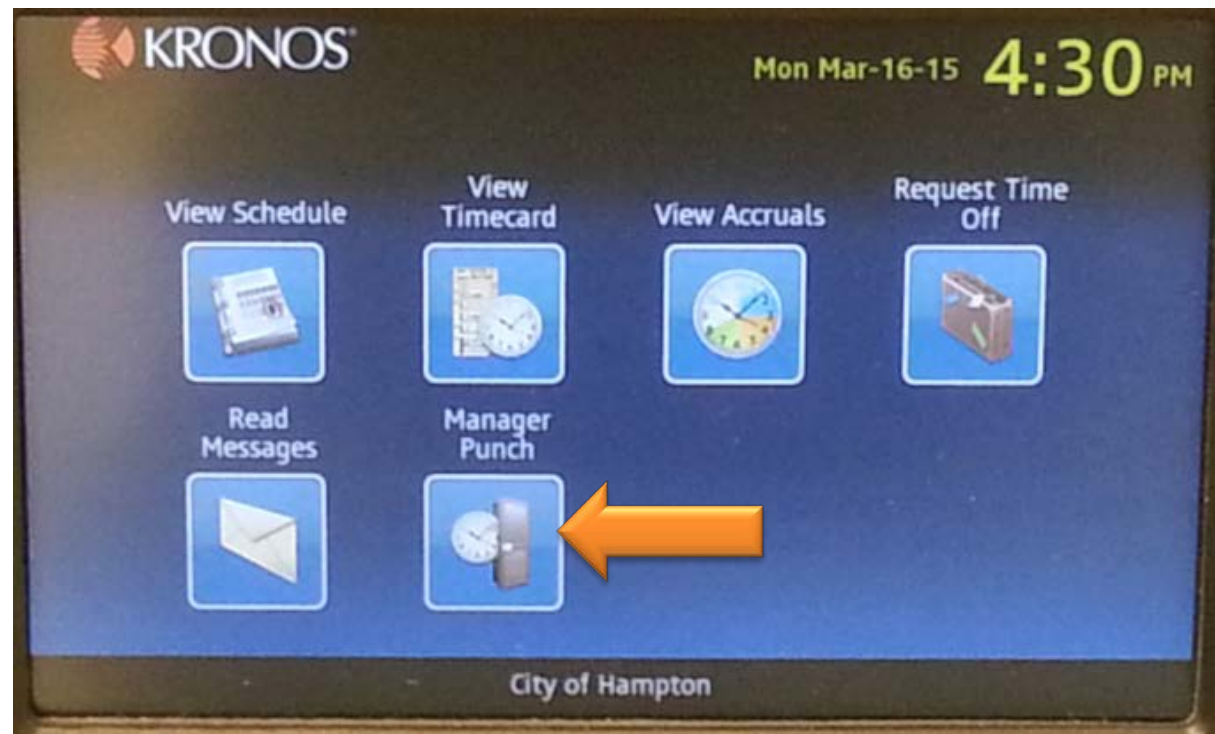 KRONOS
Mon Mar-16-15 4:30 PM
View Schedule
View
Timecard
View Accruals
Request Time
Off
Read
Messages
Manager
Punch
City of Hampton